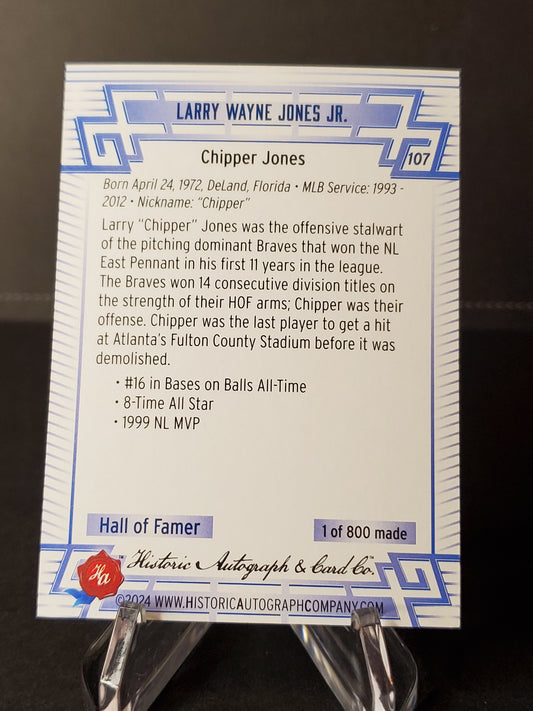 LARRY WAYNE JONES JR.
Chipper Jones
107
Born April 24, 1972, DeLand, Florida • MLB Service: 1993 -
2012 • Nickname: "Chipper"
Larry "Chipper" Jones was the offensive stalwart
of the pitching dominant Braves that won the NL
East Pennant in his first 11 years in the league.
The Braves won 14 consecutive division titles on
the strength of their HOF arms; Chipper was their
offense. Chipper was the last player to get a hit
at Atlanta's Fulton County Stadium before it was
demolished.
• #16 in Bases on Balls All-Time
• 8-Time All Star
• 1999 NL MVP
Hall of Famer
1 of 800 made
HA
Historic Autograph & Card Co.™
©2024 WWW.HISTORICAUTOGRAPHCOMPANY.COM